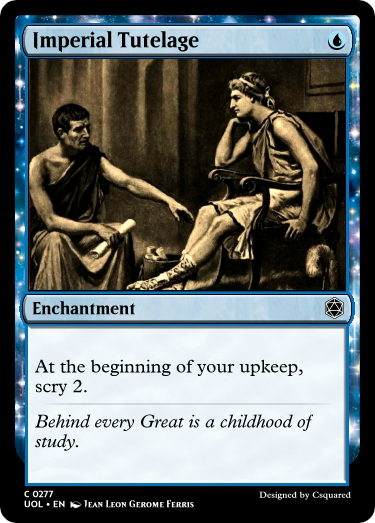 Imperial Tutelage
Enchantment
At the beginning of your upkeep,
scry 2.
Behind every Great is a childhood of
study.
C 0277
UOL • EN Jean Leon Gerome Ferris
Designed by Csquared